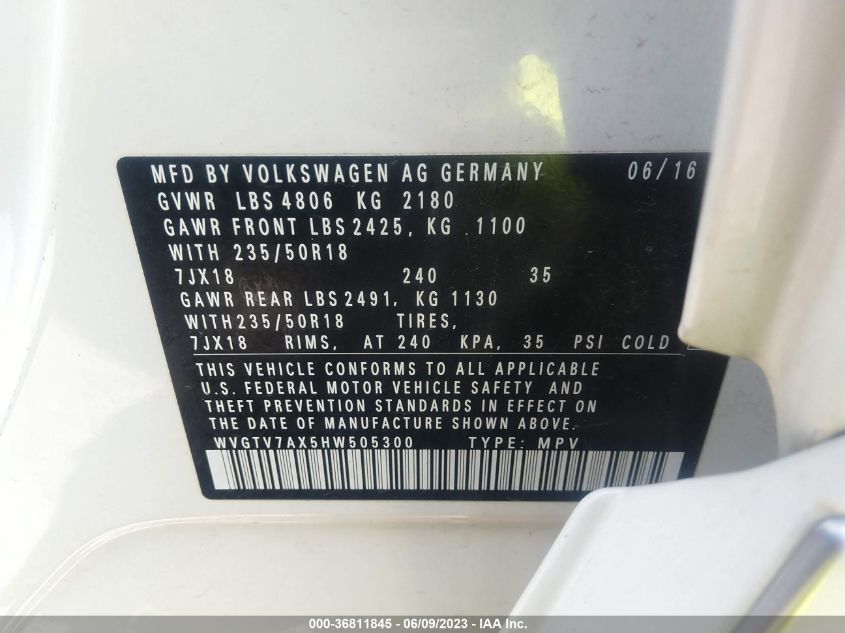 MFD BY VOLKSWAGEN AG GERMANY 06/16
GVWR LBS 4806 KG 2180
GAWR FRONT LBS 2425, KG 1100
WITH 235/50R18
7JX18 240 35
GAWR REAR LBS 2491, KG 1130
WITH235/50R18 TIRES,
7JX18 RIMS, AT 240 KPA, 35 PSI COLD
THIS VEHICLE CONFORMS TO ALL APPLICABLE
U.S. FEDERAL MOTOR VEHICLE SAFETY AND
THEFT PREVENTION STANDARDS IN EFFECT ON
THE DATE OF MANUFACTURE SHOWN ABOVE.
WVGTV7AX5HW505300 TYPE: MPV
000-36811845 - 06/09/2023 - IAA Inc.